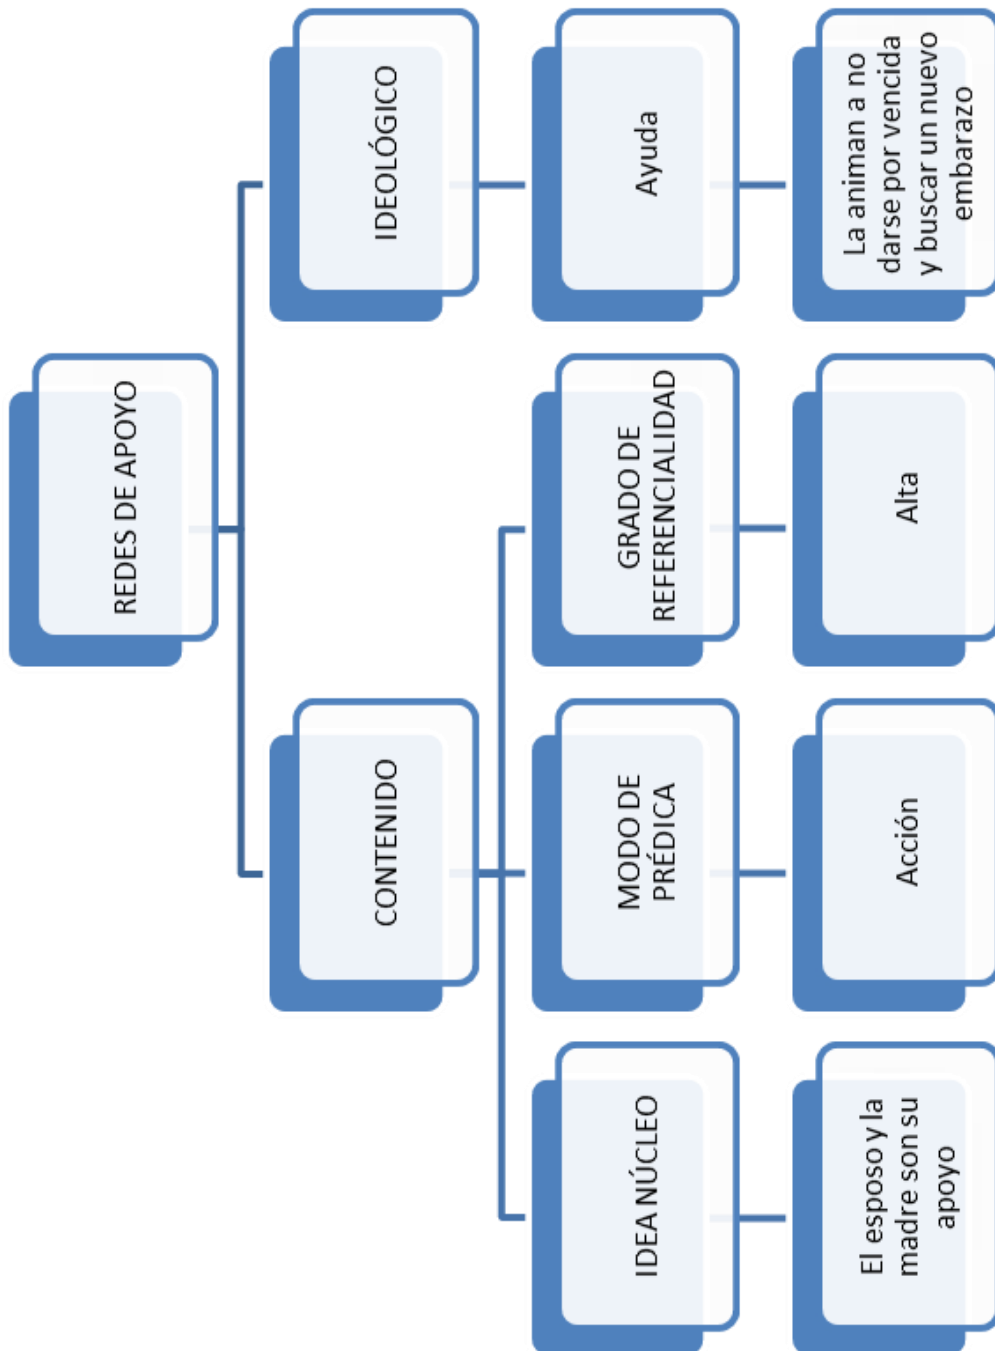 REDES DE APOYO
CONTENIDO
IDEOLÓGICO
IDEA NÚCLEO
MODO DE
PRÉDICA
GRADO DE
REFERENCIALIDAD
Ayuda
El esposo y la
madre son su
apoyo
Acción
Alta
La animan a no
darse por vencida
y buscar un nuevo
embarazo